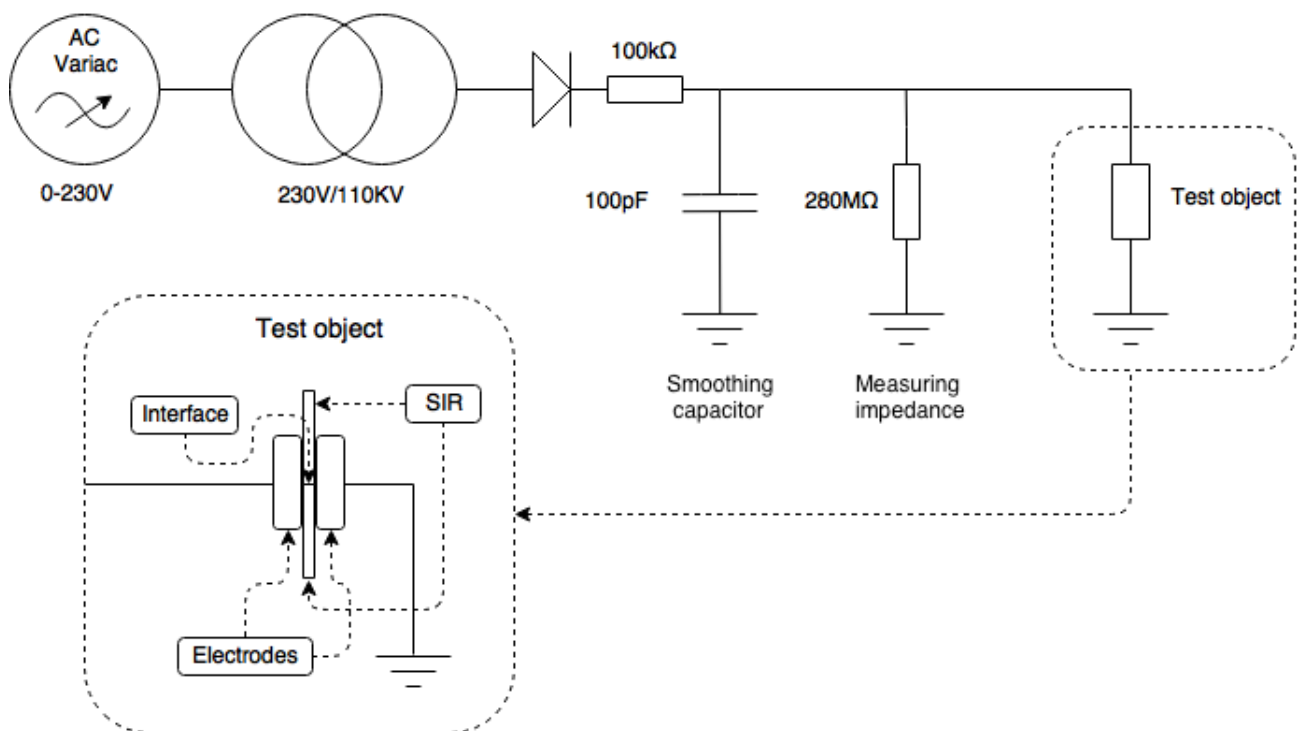 AC
Variac
0-230V
230V/110KV
100kΩ
100pF
280MΩ
Test object
Smoothing
capacitor
Measuring
impedance
Test object
Interface
SIR
Electrodes